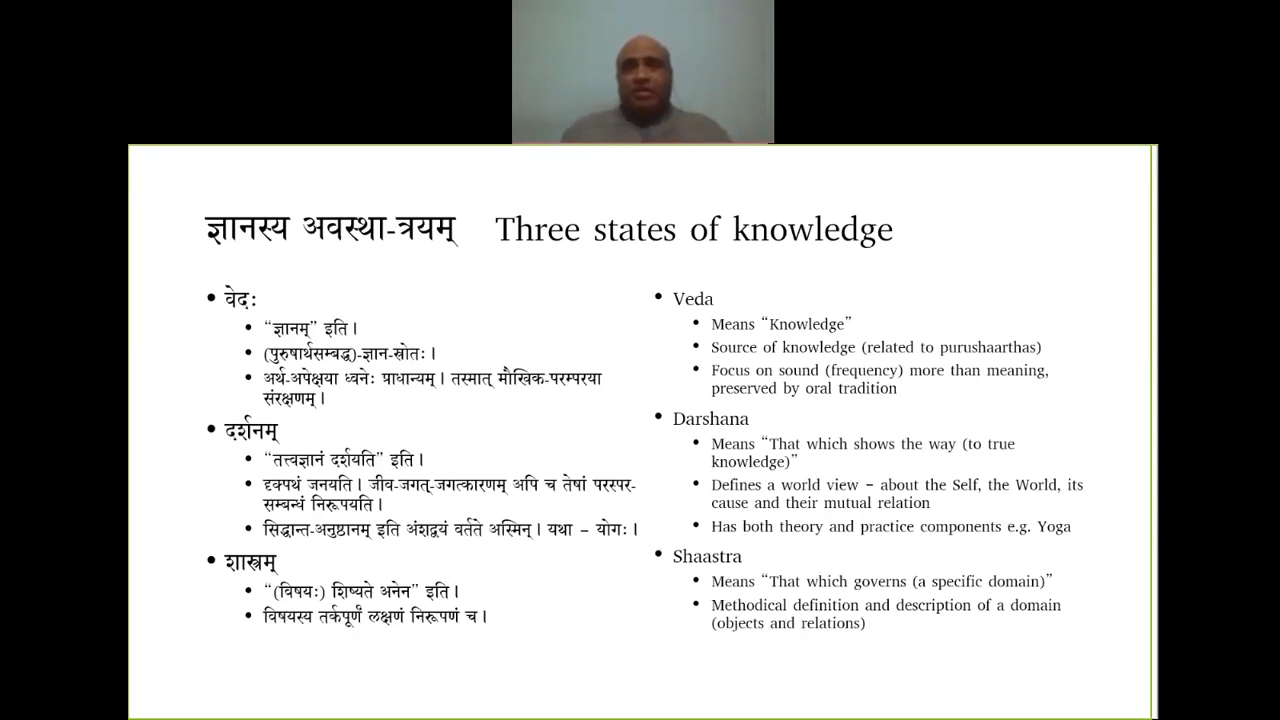 ज्ञानस्य अवस्था-त्रयम् Three states of knowledge
• वेदः
• “ज्ञानम्” इति ।
• (पुरुषार्थसम्बद्ध)-ज्ञान-स्रोतः ।
• अर्थ-अपेक्षया ध्वनेः प्राधान्यम् । तस्मात् मौखिक-परम्परया
संरक्षणम् ।
• दर्शनम्
• “तत्त्वज्ञानं दर्शयति” इति ।
• दृक्पथं जनयति । जीव-जगत्-जगत्कारणम् अपि च तेषां परस्पर-
सम्बन्धं निरूपयति ।
• सिद्धान्त-अनुष्ठानम् इति अंशद्वयं वर्तते अस्मिन् । यथा – योगः ।
• शास्त्रम्
• “(विषयः) शिष्यते अनेन” इति ।
• विषयस्य तर्कपूर्णं लक्षणं निरूपणं च ।
• Veda
• Means “Knowledge”
• Source of knowledge (related to purushaarthas)
• Focus on sound (frequency) more than meaning,
preserved by oral tradition
• Darshana
• Means “That which shows the way (to true
knowledge)”
• Defines a world view – about the Self, the World, its
cause and their mutual relation
• Has both theory and practice components e.g. Yoga
• Shaastra
• Means “That which governs (a specific domain)”
• Methodical definition and description of a domain
(objects and relations)